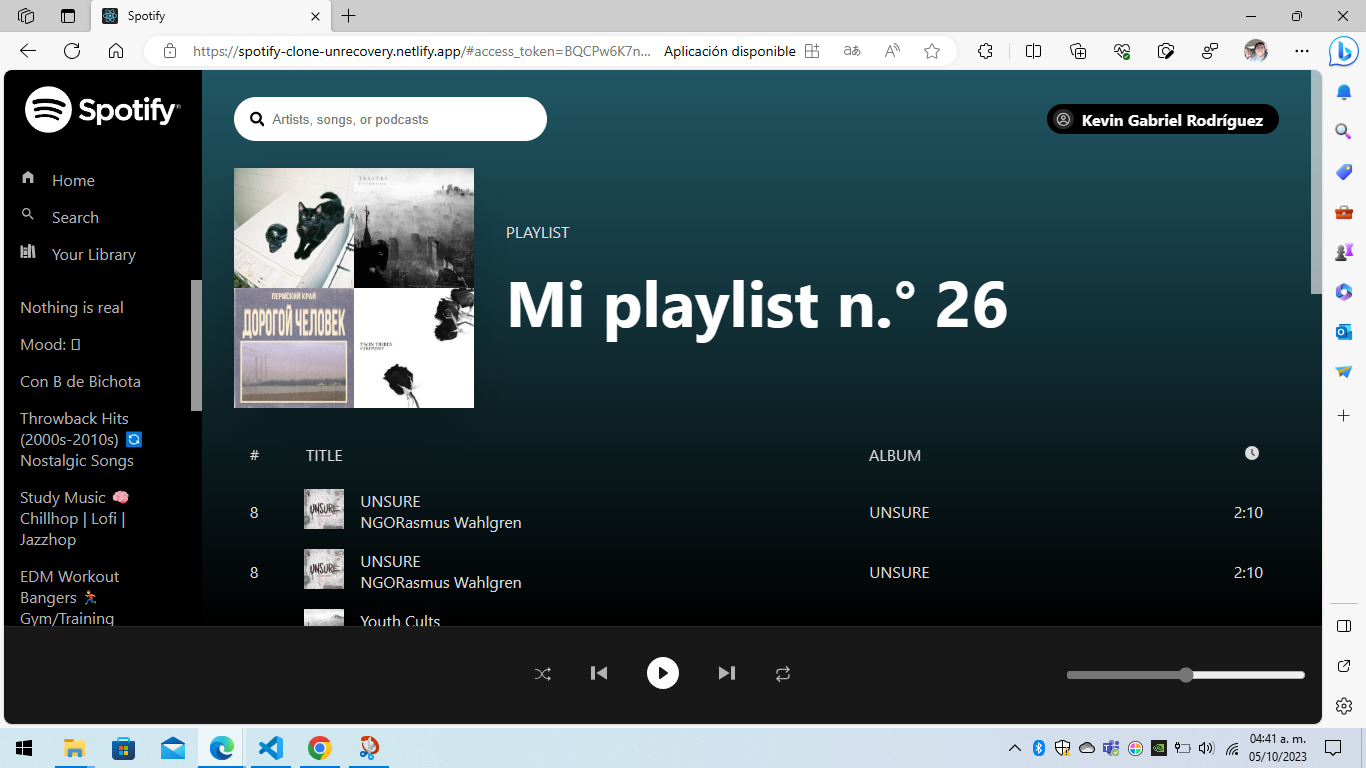 Spotify
https://spotify-clone-unrecovery.netlify.app/#access_token=BQCPw6K7n...
Aplicación disponible
Spotify
Artists, songs, or podcasts
Kevin Gabriel Rodríguez
Home
Search
Your Library
Nothing is real
Mood:
Con B de Bichota
Throwback Hits
(2000s-2010s) 🔄
Nostalgic Songs
Study Music 🧠
Chillhop | Lofi |
Jazzhop
EDM Workout
Bangers 🏃
Gym/Training
ПЕРМСКИЙ КРАЙ
ДОРОГОЙ ЧЕЛОВЕК
TWIN TRIBES
CEREMONY
PLAYLIST
Mi playlist n.° 26
# TITLE ALBUM
8 UNSURE UNSURE 2:10
NGORasmus Wahlgren
8 UNSURE UNSURE 2:10
NGORasmus Wahlgren
Youth Cults
04:41 a. m.
05/10/2023